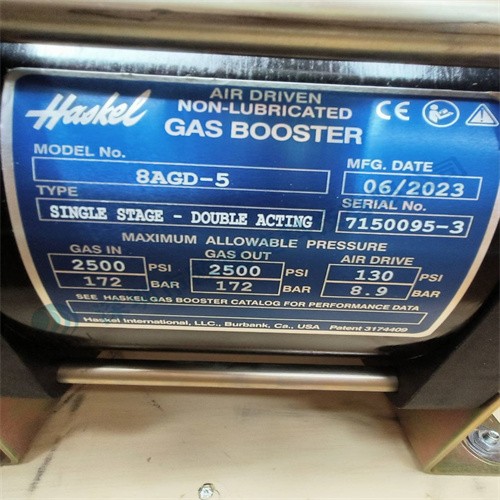 Haskel
AIR DRIVEN
NON-LUBRICATED
GAS BOOSTER
CE
MODEL No.
8AGD-5
MFG. DATE
06/2023
TYPE
SINGLE STAGE - DOUBLE ACTING
SERIAL No.
7150095-3
MAXIMUM ALLOWABLE PRESSURE
GAS IN GAS OUT AIR DRIVE
2500 PSI 2500 PSI 130 PSI
172 BAR 172 BAR 8.9 BAR
SEE HASKEL GAS BOOSTER CATALOG FOR PERFORMANCE DATA
Haskel International, LLC., Burbank, Ca., USA Patent 3174409